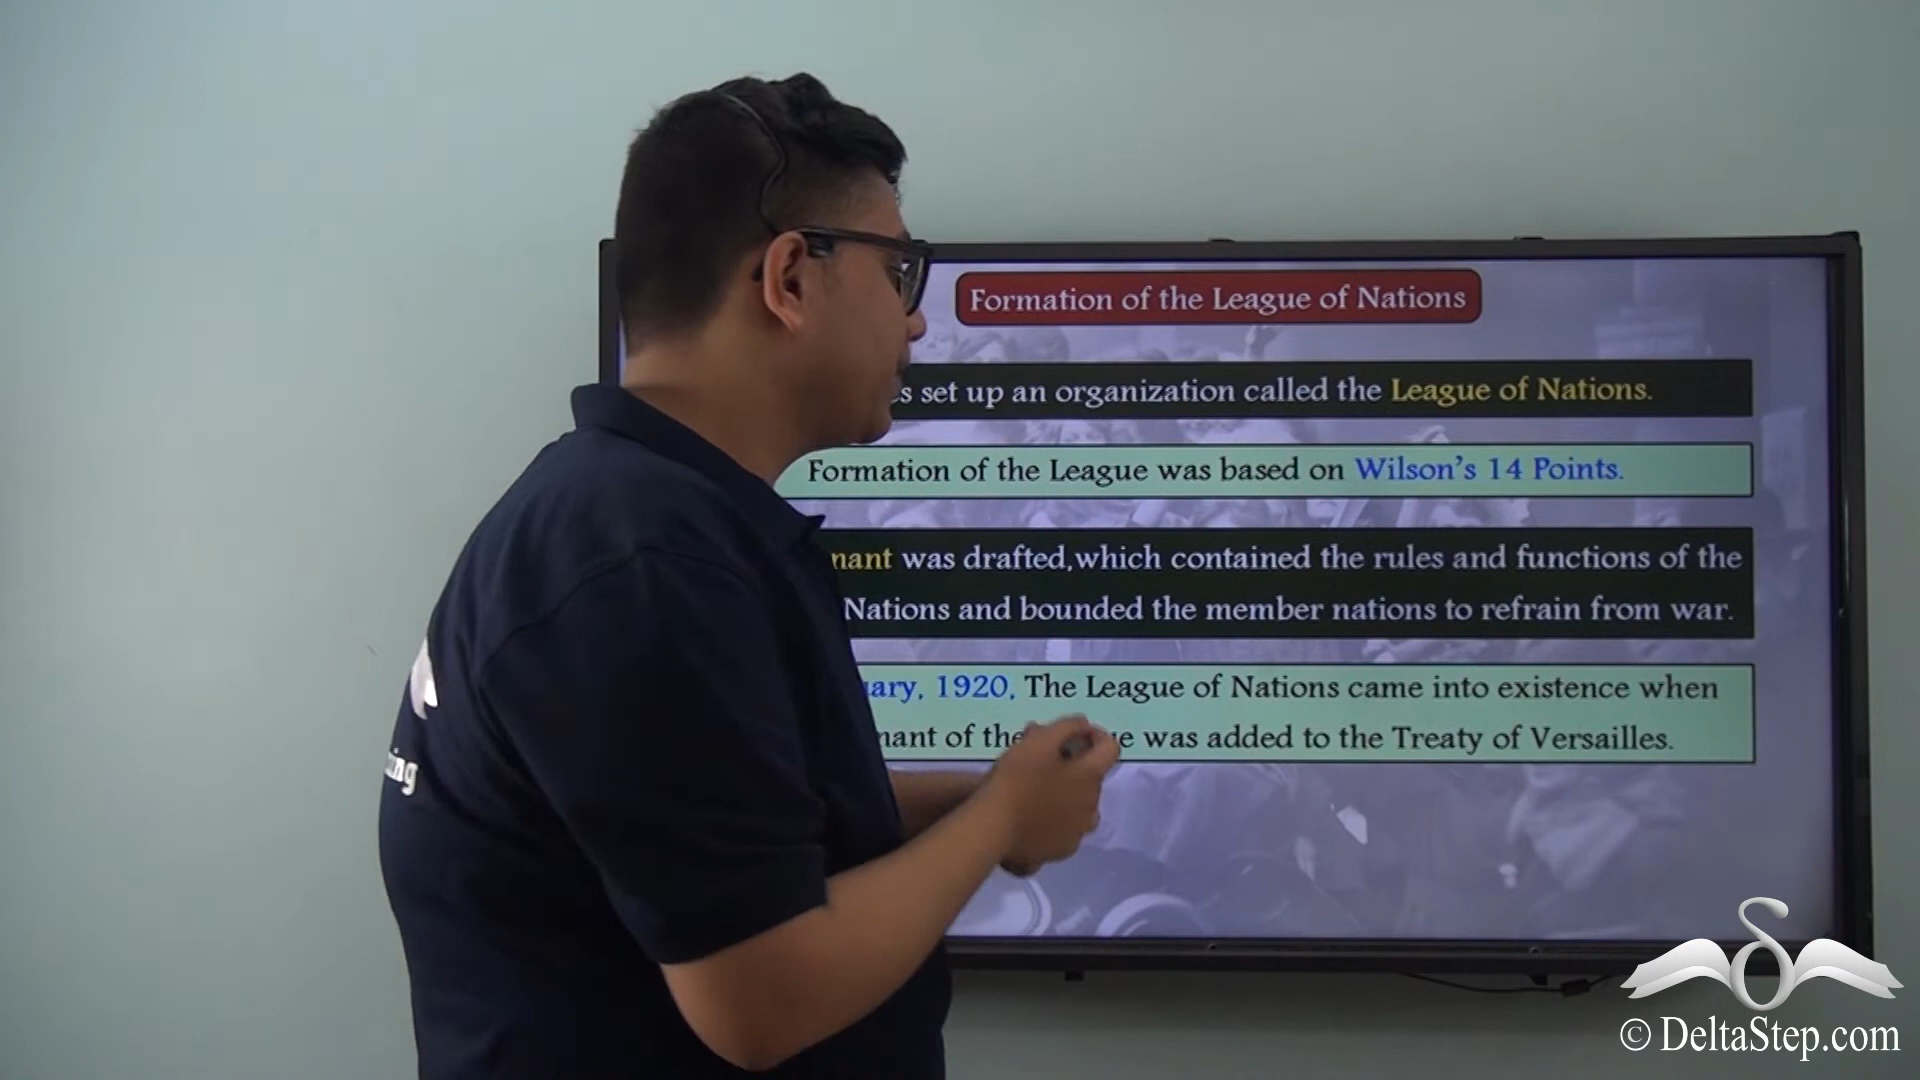 Formation of the League of Nations
set up an organization called the League of Nations.
Formation of the League was based on Wilson's 14 Points.
was drafted,which contained the rules and functions of the
Nations and bounded the member nations to refrain from war.
1920, The League of Nations came into existence when
of the was added to the Treaty of Versailles.
© DeltaStep.com